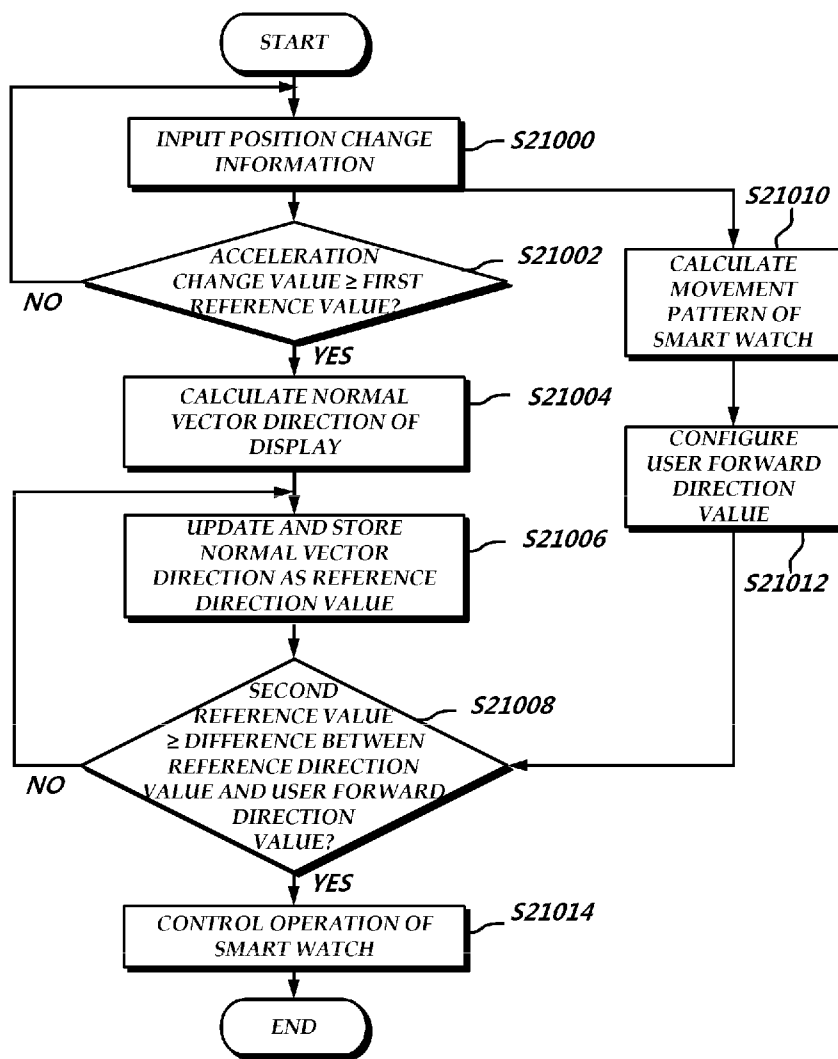 START
INPUT POSITION CHANGE
INFORMATION
S21000
S21010
ACCELERATION
CHANGE VALUE ≥ FIRST
REFERENCE VALUE?
S21002
NO
YES
CALCULATE
MOVEMENT
PATTERN OF
SMART WATCH
CALCULATE NORMAL
VECTOR DIRECTION OF
DISPLAY
S21004
CONFIGURE
USER FORWARD
DIRECTION
VALUE
S21012
UPDATE AND STORE
NORMAL VECTOR
DIRECTION AS REFERENCE
DIRECTION VALUE
S21006
SECOND
REFERENCE VALUE
≥ DIFFERENCE BETWEEN
REFERENCE DIRECTION
VALUE AND USER FORWARD
DIRECTION
VALUE?
S21008
NO
YES
CONTROL OPERATION OF
SMART WATCH
S21014
END